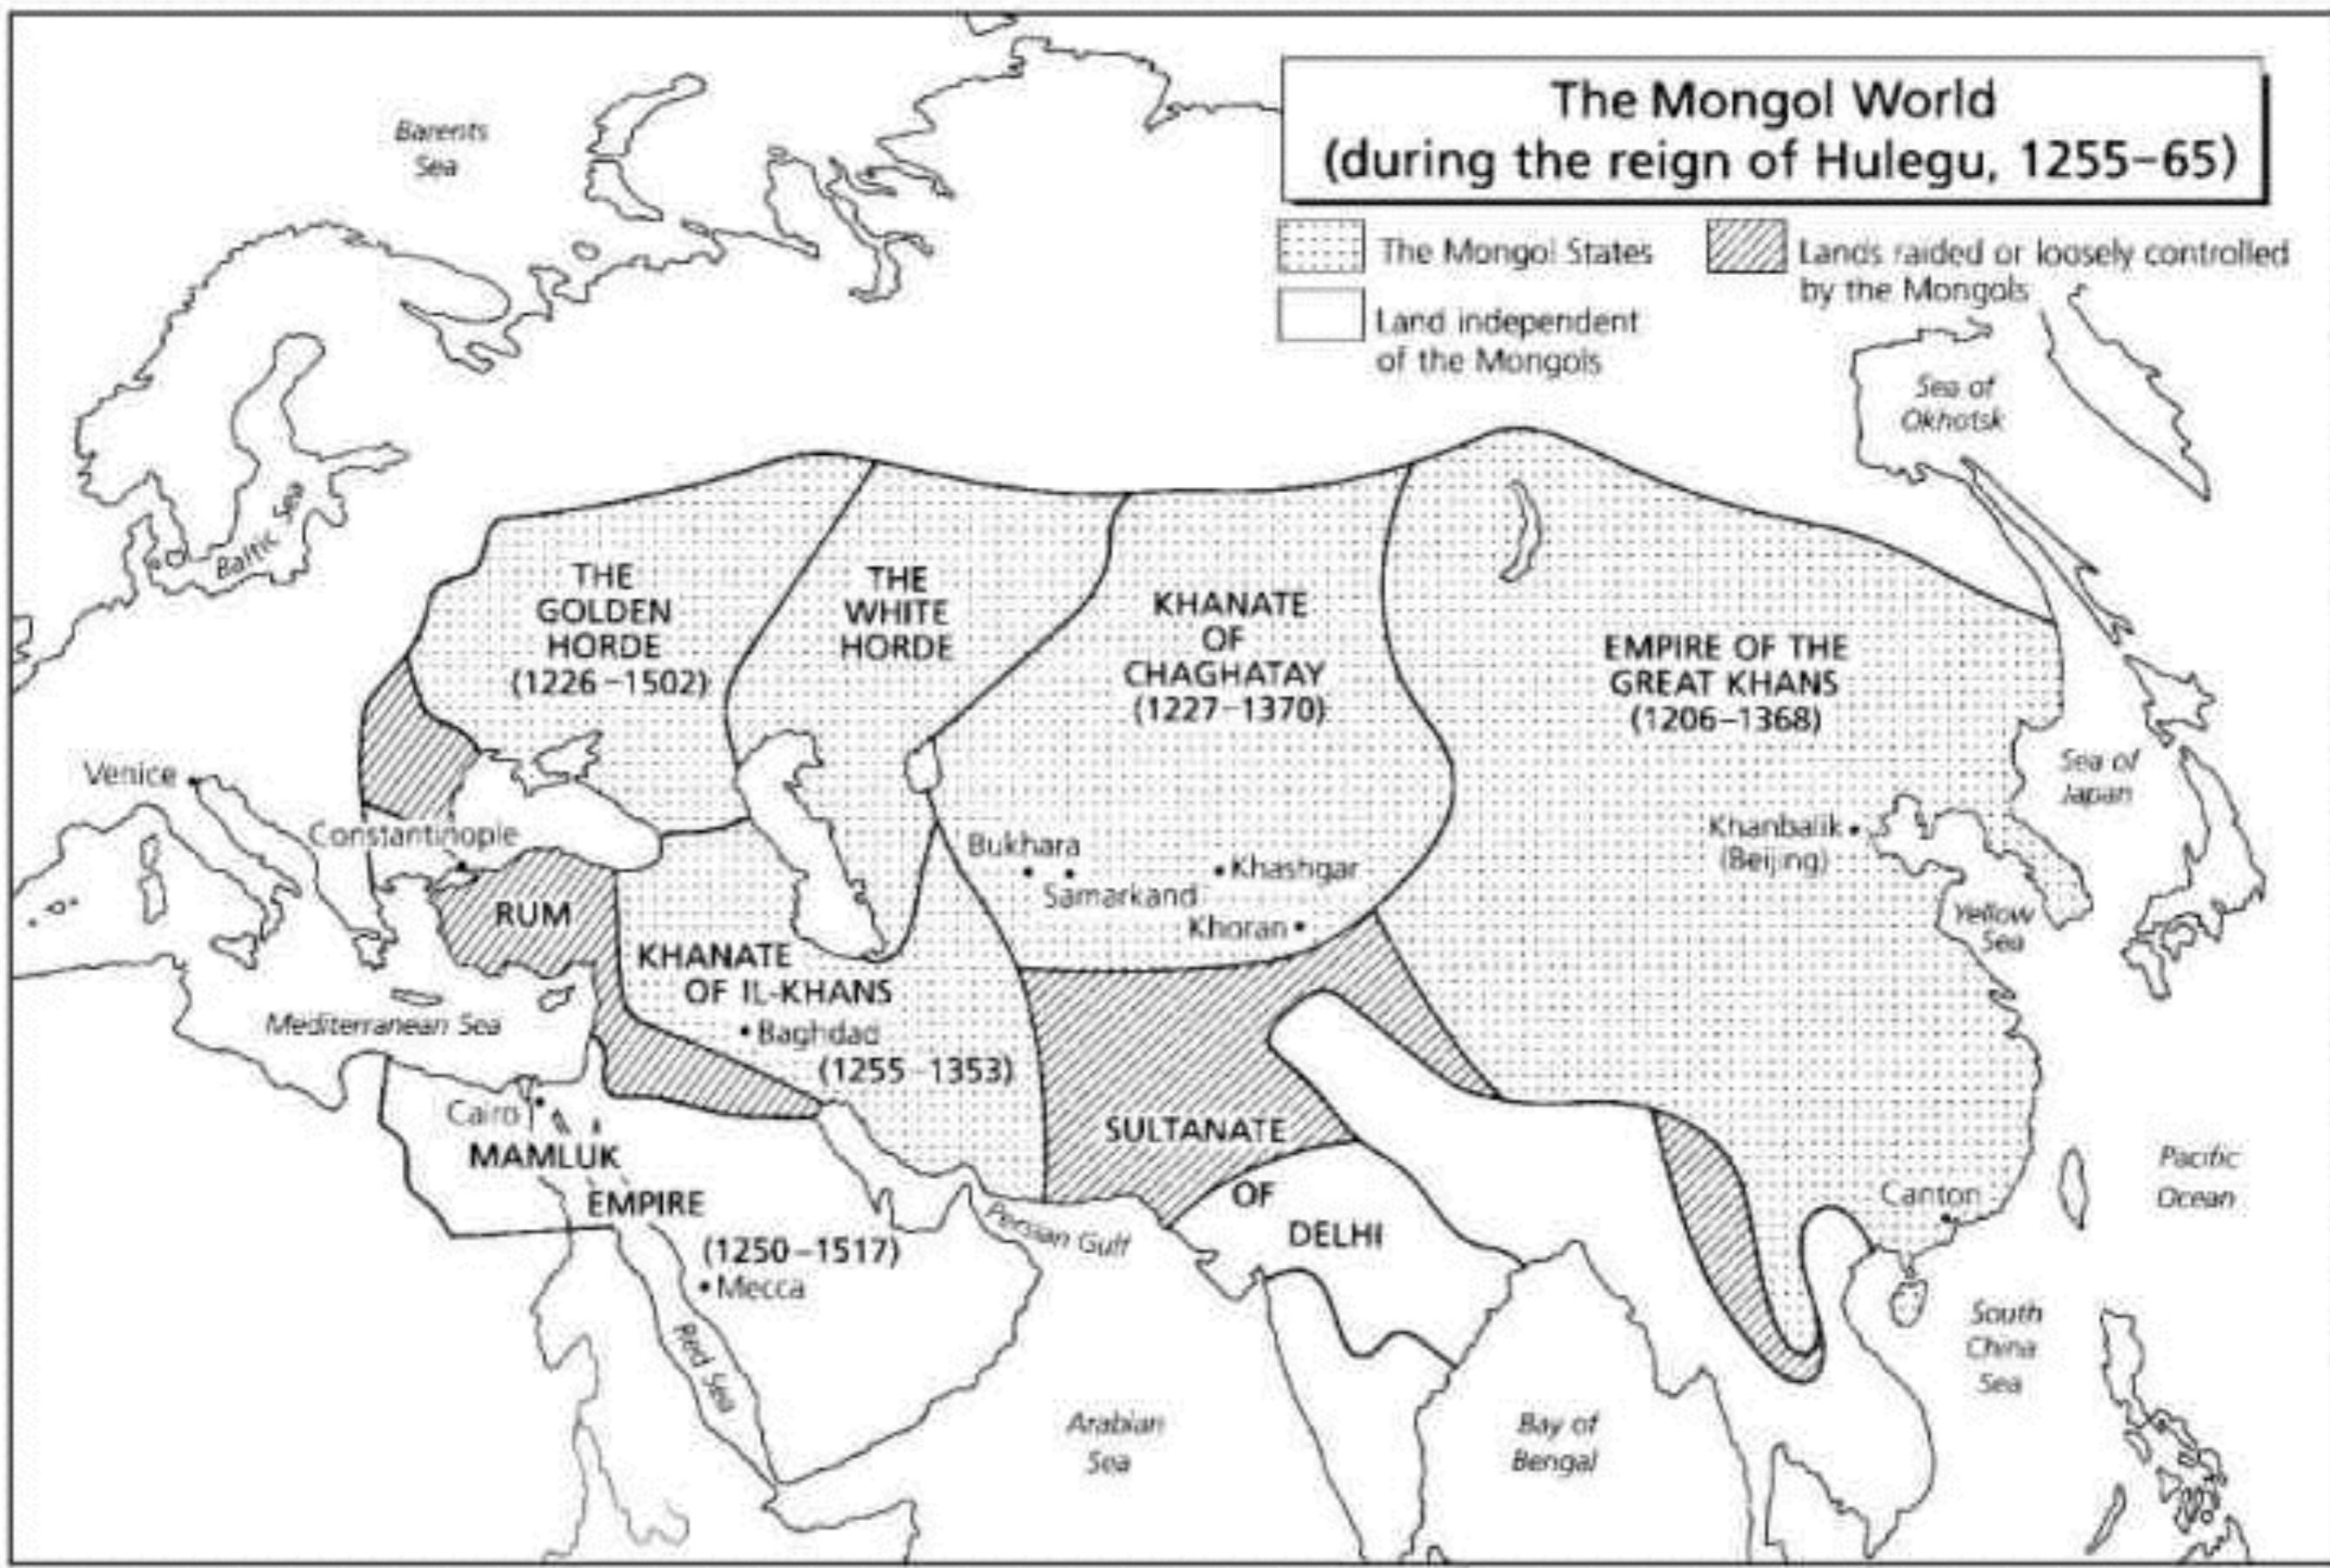 The Mongol World
(during the reign of Hulegu, 1255–65)
The Mongol States
Lands raided or loosely controlled
by the Mongols
Land independent
of the Mongols
Barents
Sea
Sea of
Okhotsk
Baltic Sea
THE
GOLDEN
HORDE
(1226–1502)
THE
WHITE
HORDE
KHANATE
OF
CHAGHATAY
(1227–1370)
EMPIRE OF THE
GREAT KHANS
(1206–1368)
Venice
Constantinople
Sea of
Japan
Khanbalik
(Beijing)
Bukhara
Samarkand
Khashgar
Khoran
Yellow
Sea
RUM
KHANATE
OF IL-KHANS
Baghdad
(1255–1353)
Mediterranean Sea
Cairo
MAMLUK
EMPIRE
(1250–1517)
Mecca
Red Sea
Persian Gulf
SULTANATE
OF
DELHI
Canton
Pacific
Ocean
South
China
Sea
Arabian
Sea
Bay of
Bengal